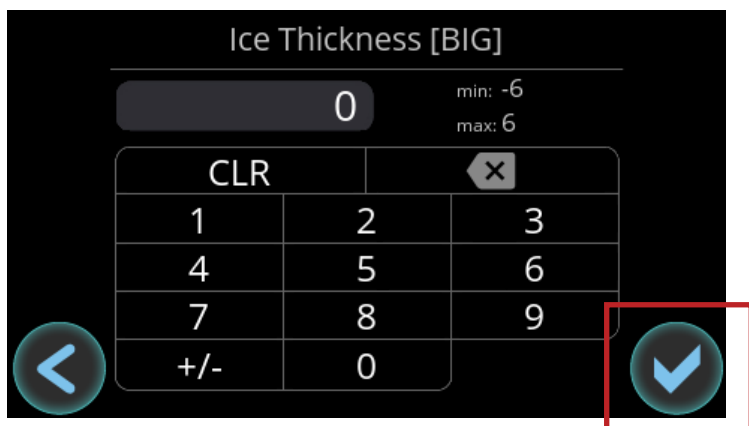 Ice Thickness [BIG]
0
min: -6
max: 6
CLR
1 2 3
4 5 6
7 8 9
+/- 0